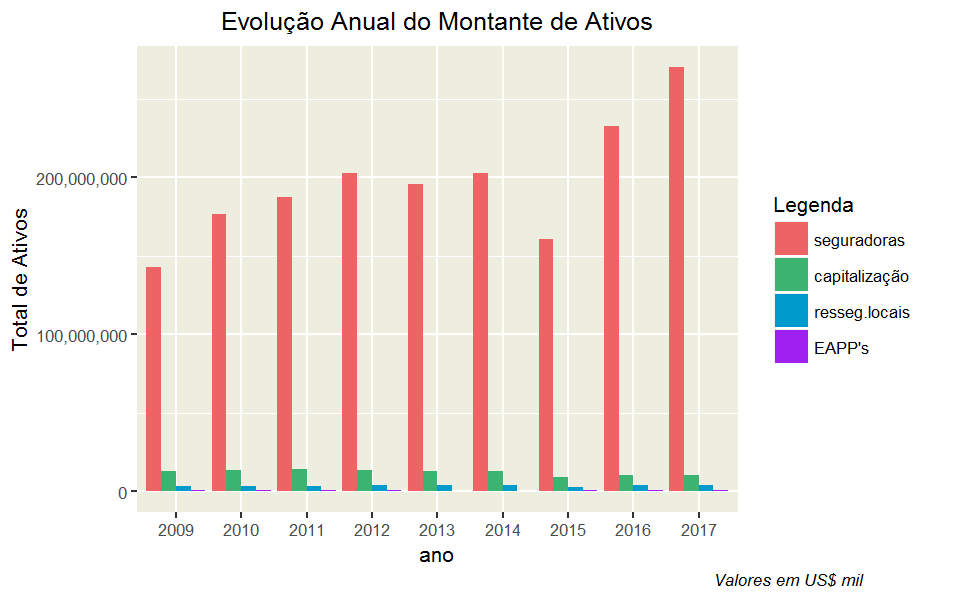 Evolução Anual do Montante de Ativos
Total de Ativos
200,000,000
100,000,000
0
2009 2010 2011 2012 2013 2014 2015 2016 2017
ano
Legenda
seguradoras
capitalização
resseg.locais
EAPP's
Valores em US$ mil